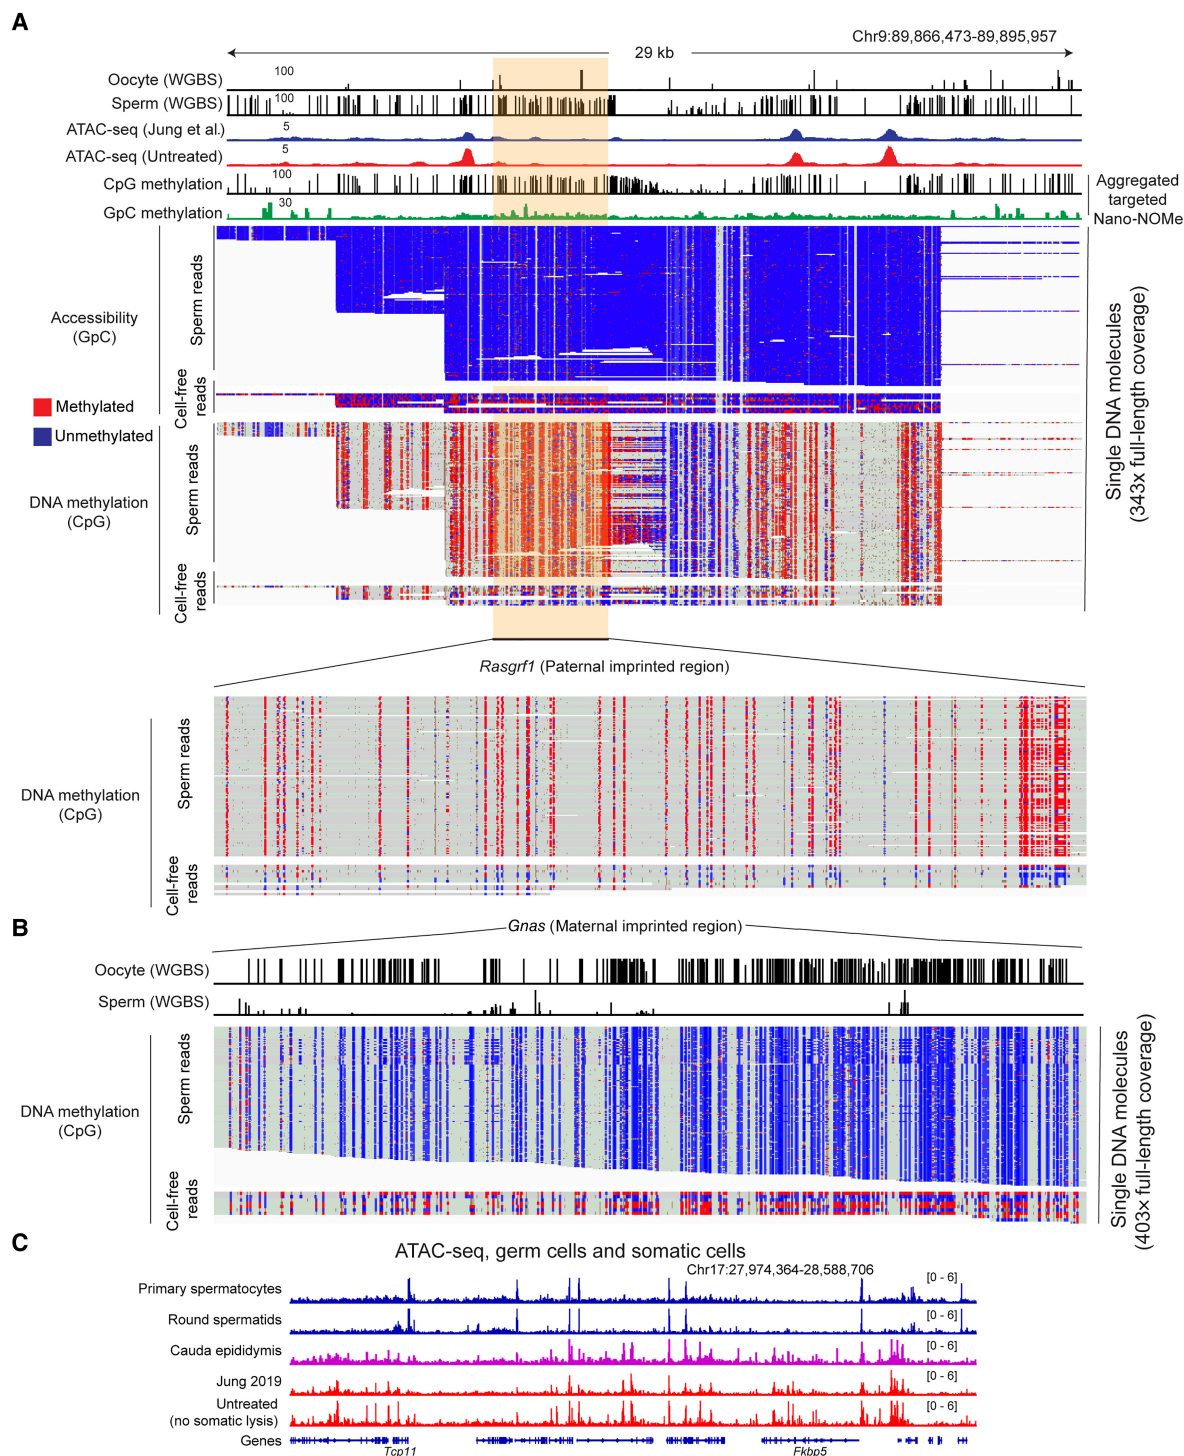 A
Chr9:89,866,473-89,895,957
29 kb
Oocyte (WGBS)
100
Sperm (WGBS)
100
ATAC-seq (Jung et al.)
5
ATAC-seq (Untreated)
5
CpG methylation
100
GpC methylation
30
Aggregated
targeted
Nano-NOMe
Accessibility
(GpC)
Sperm reads
Cell-free
reads
Methylated
Unmethylated
DNA methylation
(CpG)
Sperm reads
Cell-free
reads
Single DNA molecules
(343x full-length coverage)
Rasgrf1 (Paternal imprinted region)
DNA methylation
(CpG)
Sperm reads
Cell-free
reads
B
Gnas (Maternal imprinted region)
Oocyte (WGBS)
Sperm (WGBS)
DNA methylation
(CpG)
Sperm reads
Cell-free
reads
Single DNA molecules
(403x full-length coverage)
C
ATAC-seq, germ cells and somatic cells
Chr17:27,974,364-28,588,706
Primary spermatocytes
[0 - 6]
Round spermatids
[0 - 6]
Cauda epididymis
[0 - 6]
Jung 2019
[0 - 6]
Untreated
(no somatic lysis)
[0 - 6]
Genes
Tcp11
Fkbp5